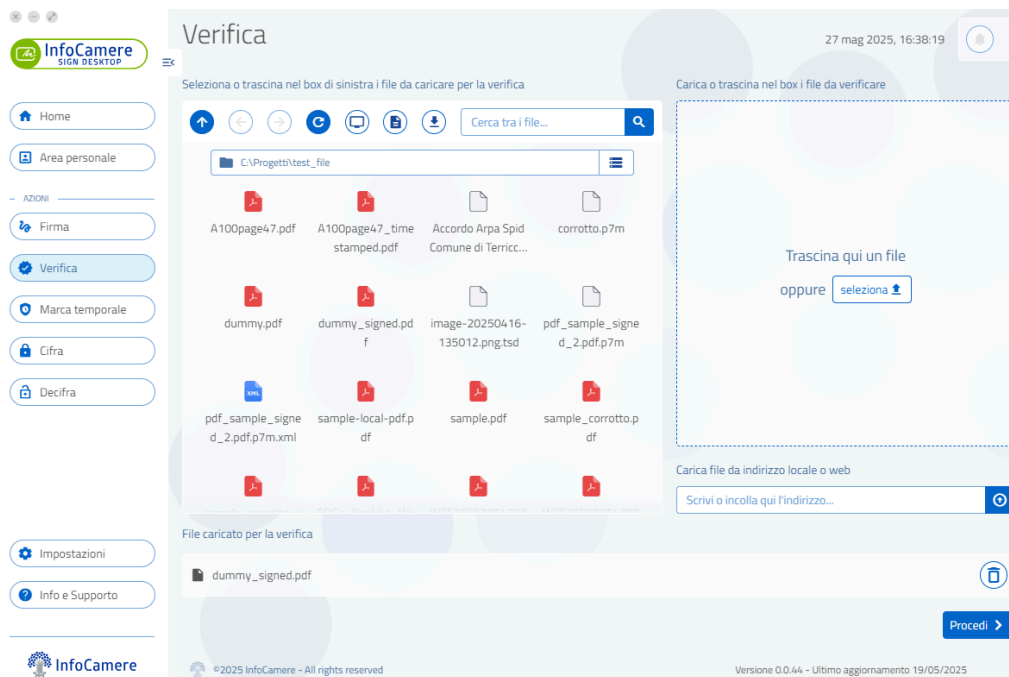 InfoCamere
SIGN DESKTOP
Home
Area personale
AZIONI
Firma
Verifica
Marca temporale
Cifra
Decifra
Impostazioni
Info e Supporto
InfoCamere
Verifica
27 mag 2025, 16:38:19
Seleziona o trascina nel box di sinistra i file da caricare per la verifica
Cerca tra i file...
C:\Progetti\test_file
A100page47.pdf
A100page47_time
stamped.pdf
Accordo Arpa Spid
Comune di Terricc...
corrotto.p7m
dummy.pdf
dummy_signed.pd
f
image-20250416-
135012.png.tsd
pdf_sample_signe
d_2.pdf.p7m
XML
pdf_sample_signe
d_2.pdf.p7m.xml
sample-local-pdf.p
df
sample.pdf
sample_corrotto.p
df
Carica o trascina nel box i file da verificare
Trascina qui un file
oppure seleziona
Carica file da indirizzo locale o web
Scrivi o incolla qui l'indirizzo...
File caricato per la verifica
dummy_signed.pdf
Procedi
©2025 InfoCamere - All rights reserved
Versione 0.0.44 - Ultimo aggiornamento 19/05/2025